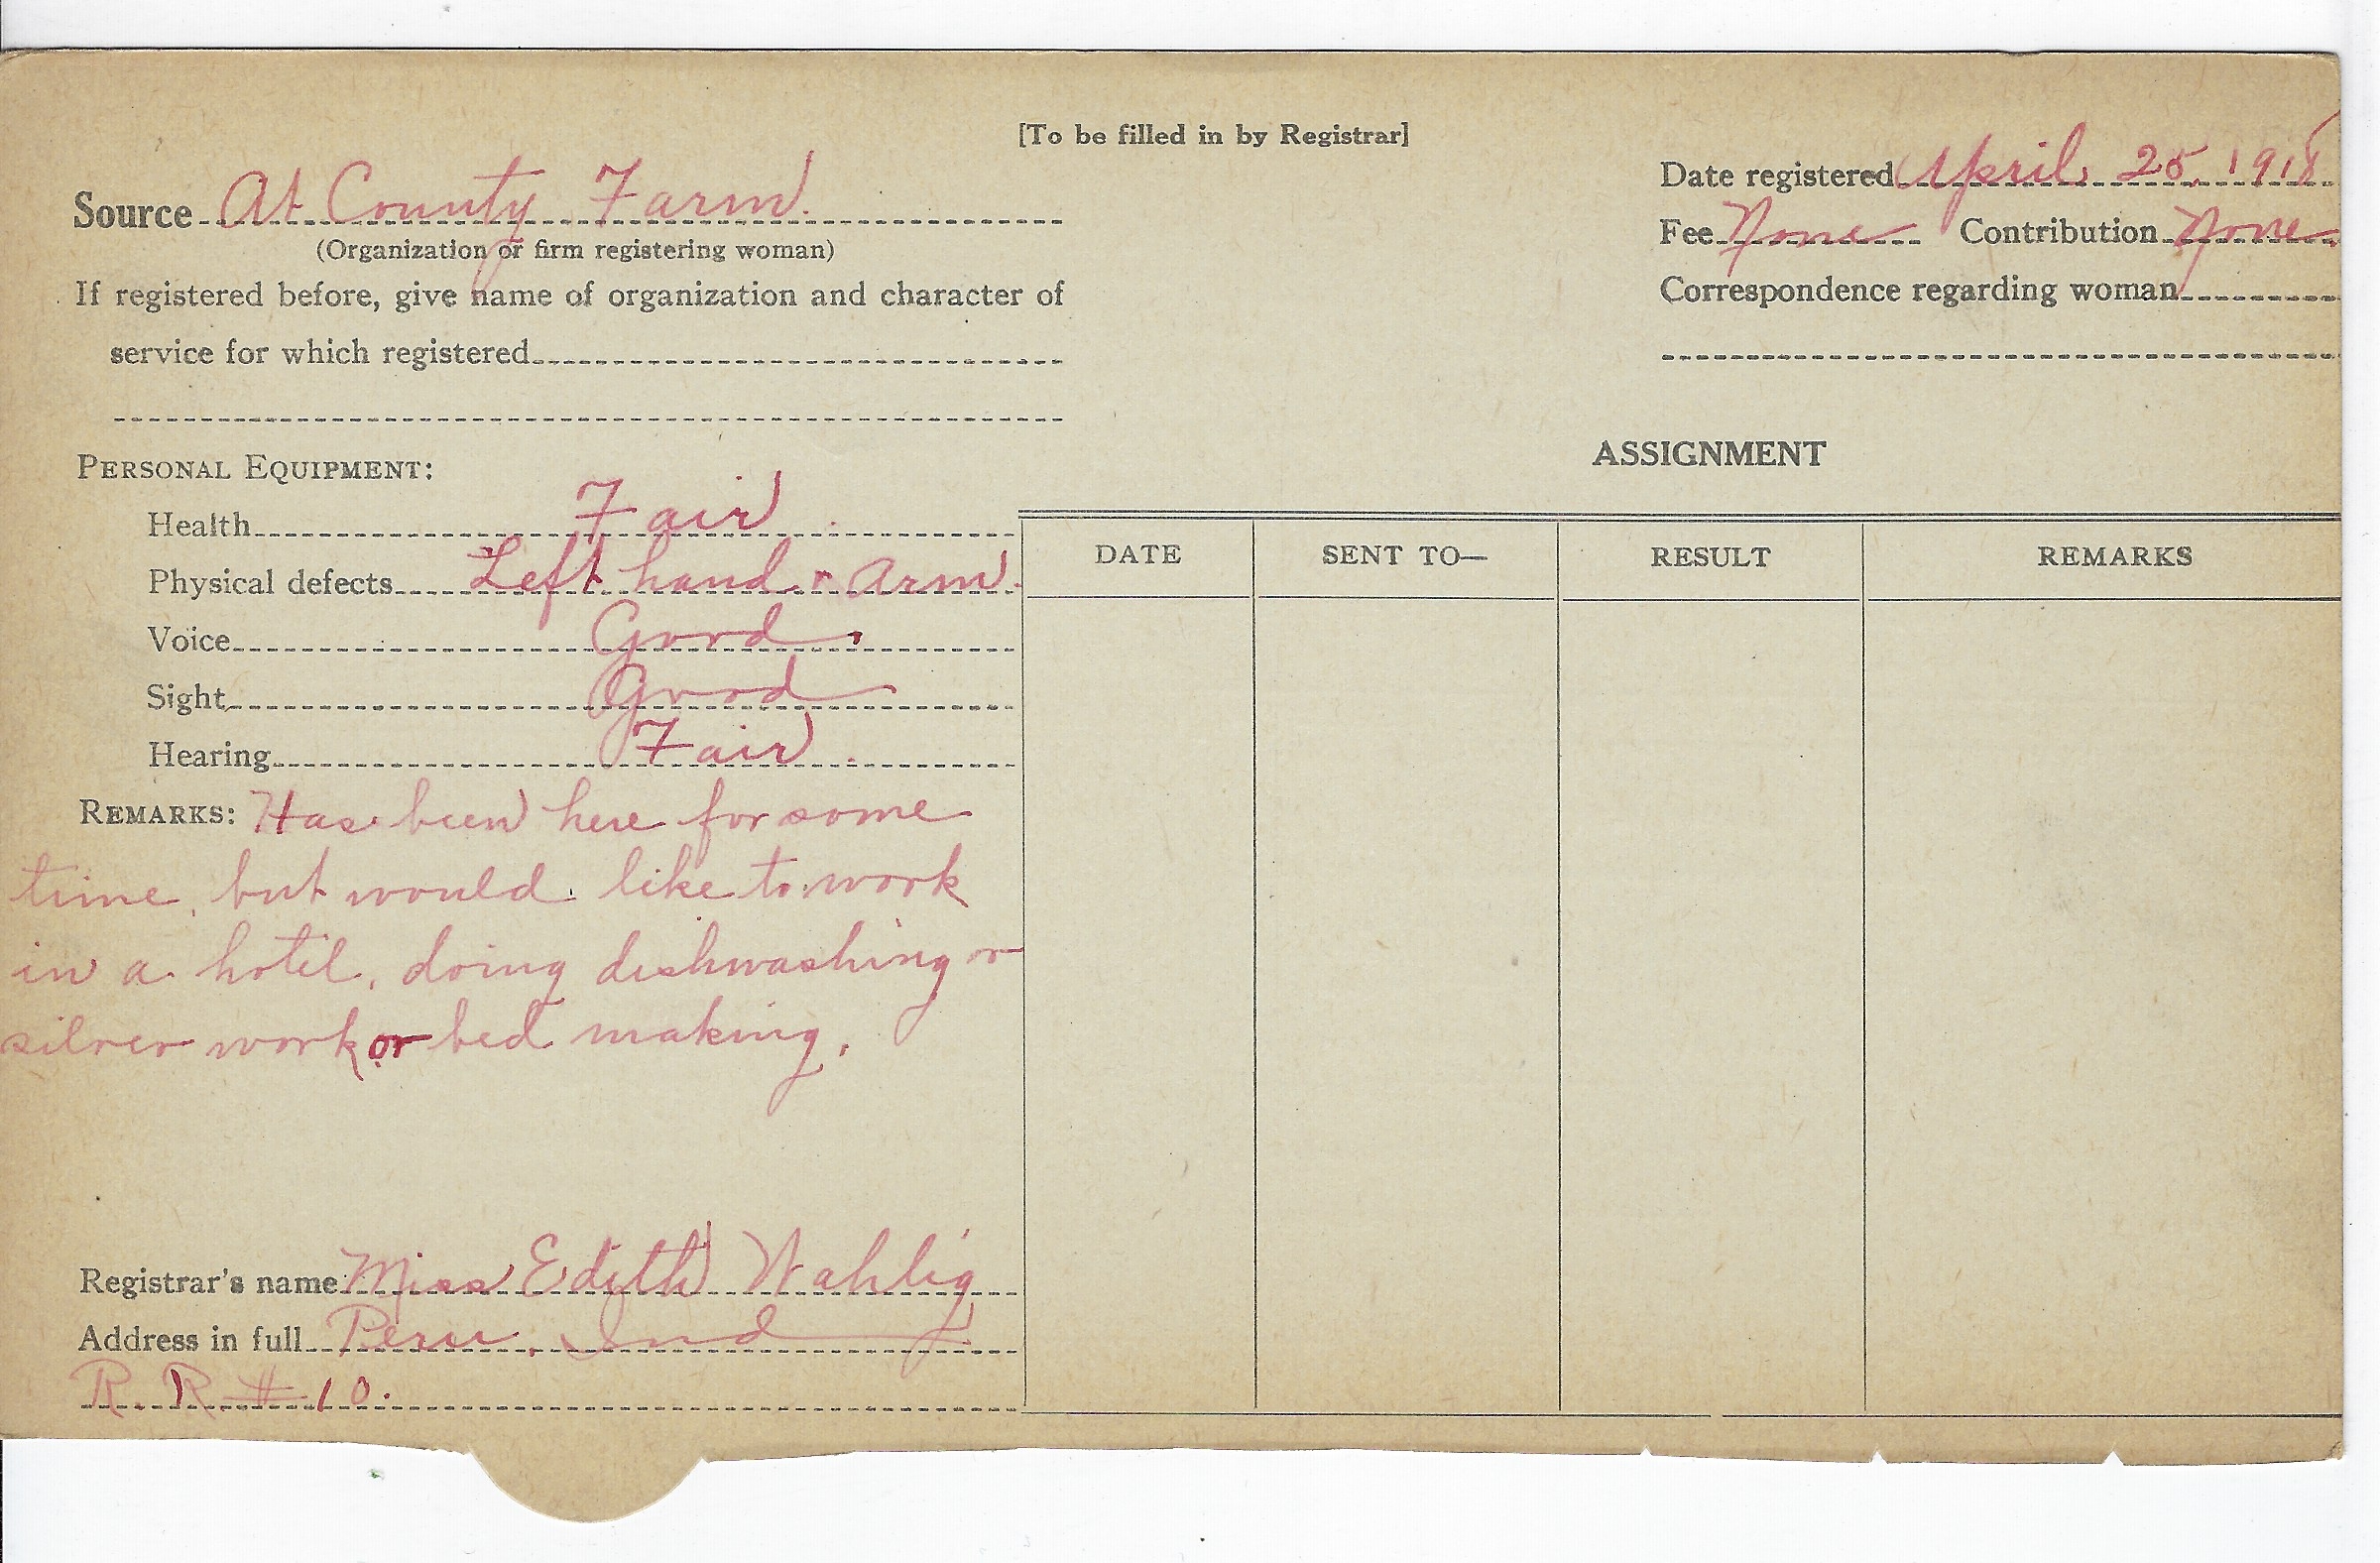 [To be filled in by Registrar]
Source At County Farm.
(Organization or firm registering woman)
If registered before, give name of organization and character of
service for which registered
Date registered April 25, 1918
Fee None Contribution None.
Correspondence regarding woman
PERSONAL EQUIPMENT:
Health Fair
Physical defects Left hand & Arm.
Voice Good.
Sight Good
Hearing Fair.
REMARKS: Has been here for some
time, but would like to work
in a hotel, doing dishwashing or
silver work or bed making.
Registrar's name Miss Edith Wahlig
Address in full Peru, Ind
R. R. # 10.
ASSIGNMENT
DATE SENT TO— RESULT REMARKS